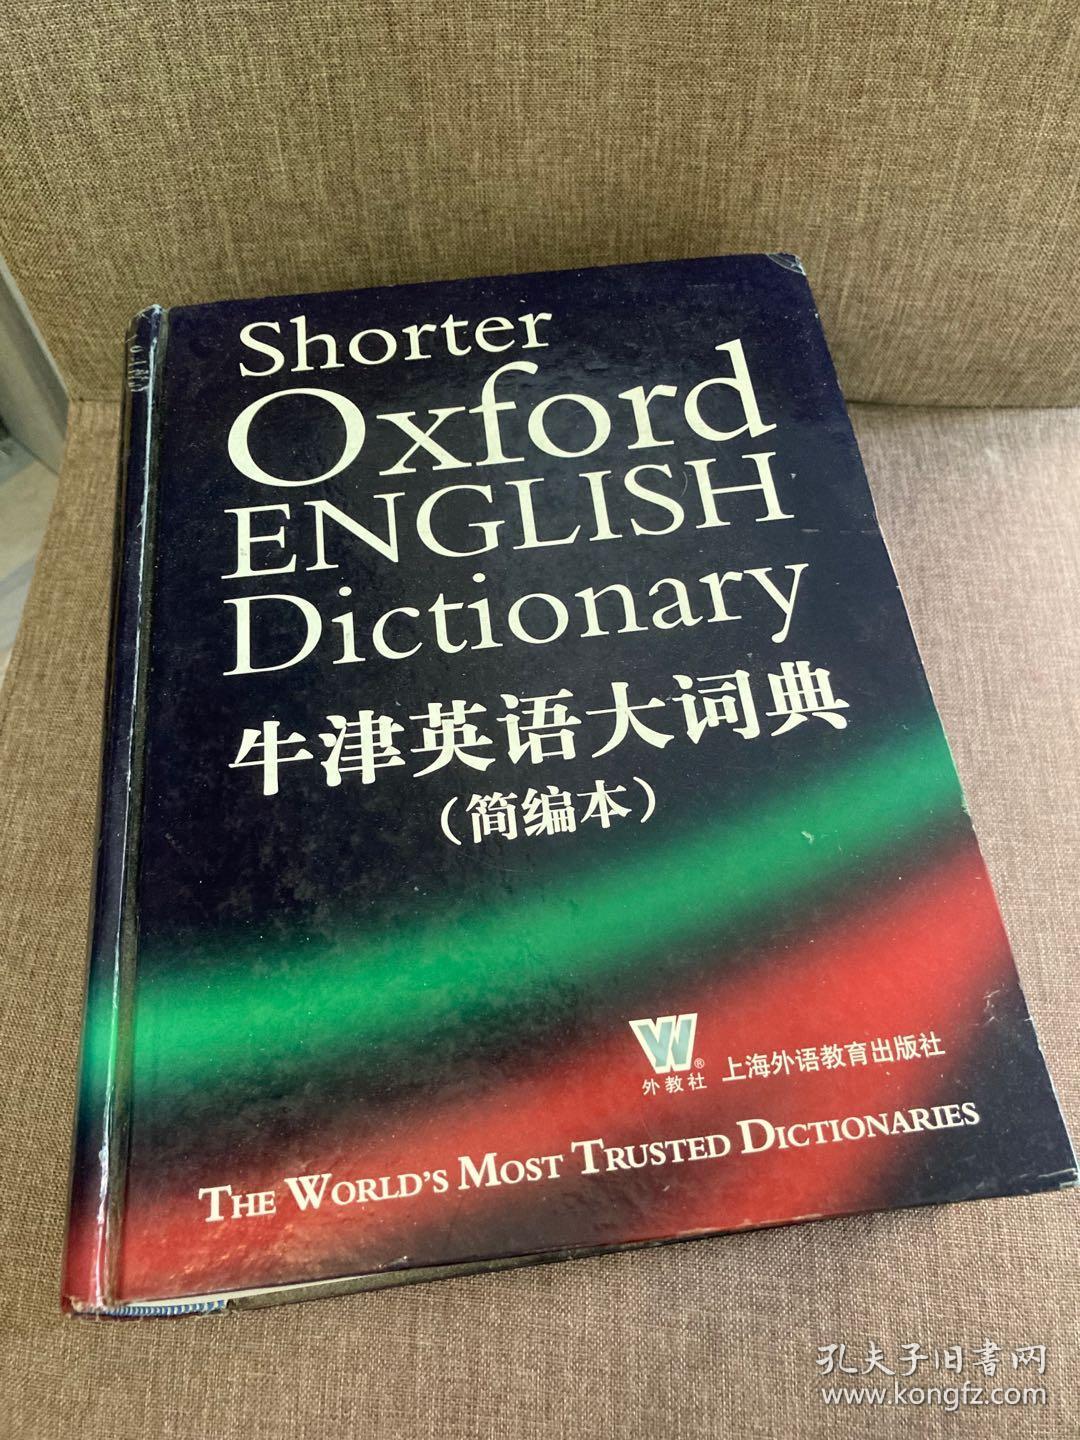 Shorter
Oxford
ENGLISH
Dictionary
牛津英语大词典
（简编本）
W®
外教社
上海外语教育出版社
THE WORLD'S MOST TRUSTED DICTIONARIES
孔夫子旧書网
www.kongfz.com